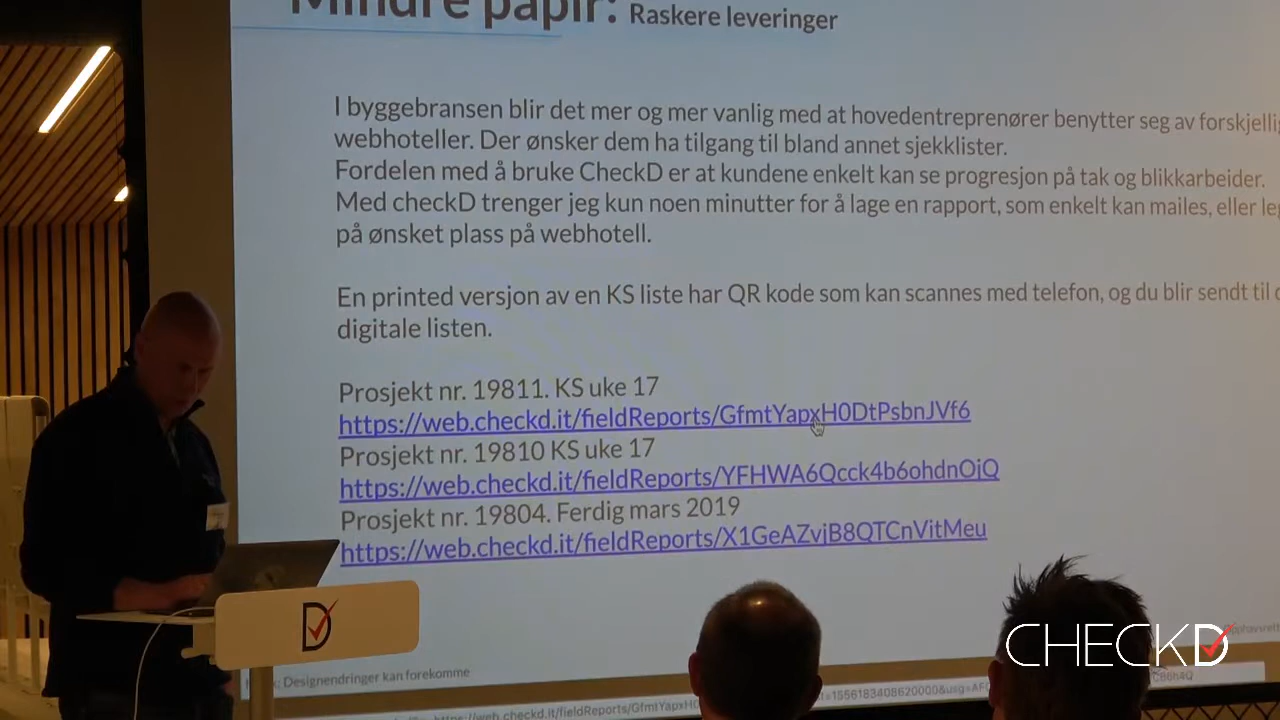 Mindre papir: Raskere leveringer
I byggebransen blir det mer og mer vanlig med at hovedentreprenører benytter seg av
webhoteller. Der ønsker dem ha tilgang til bland annet sjekklister.
Fordelen med å bruke CheckD er at kundene enkelt kan se progresjon på tak og blikkarbeider.
Med checkD trenger jeg kun noen minutter for å lage en rapport, som enkelt kan mailes, eller
på ønsket plass på webhotell.
En printed versjon av en KS liste har QR kode som kan scannes med telefon, og du blir sendt til
digitale listen.
Prosjekt nr. 19811. KS uke 17
https://web.checkd.it/fieldReports/GfmtYapxH0DtPsbnJVf6
Prosjekt nr. 19810 KS uke 17
https://web.checkd.it/fieldReports/YFHWA6Qcck4b6ohdnOjQ
Prosjekt nr. 19804. Ferdig mars 2019
https://web.checkd.it/fieldReports/X1GeAZvjB8QTCnVitMeu
D
CHECKD
Designendringer kan forekomme